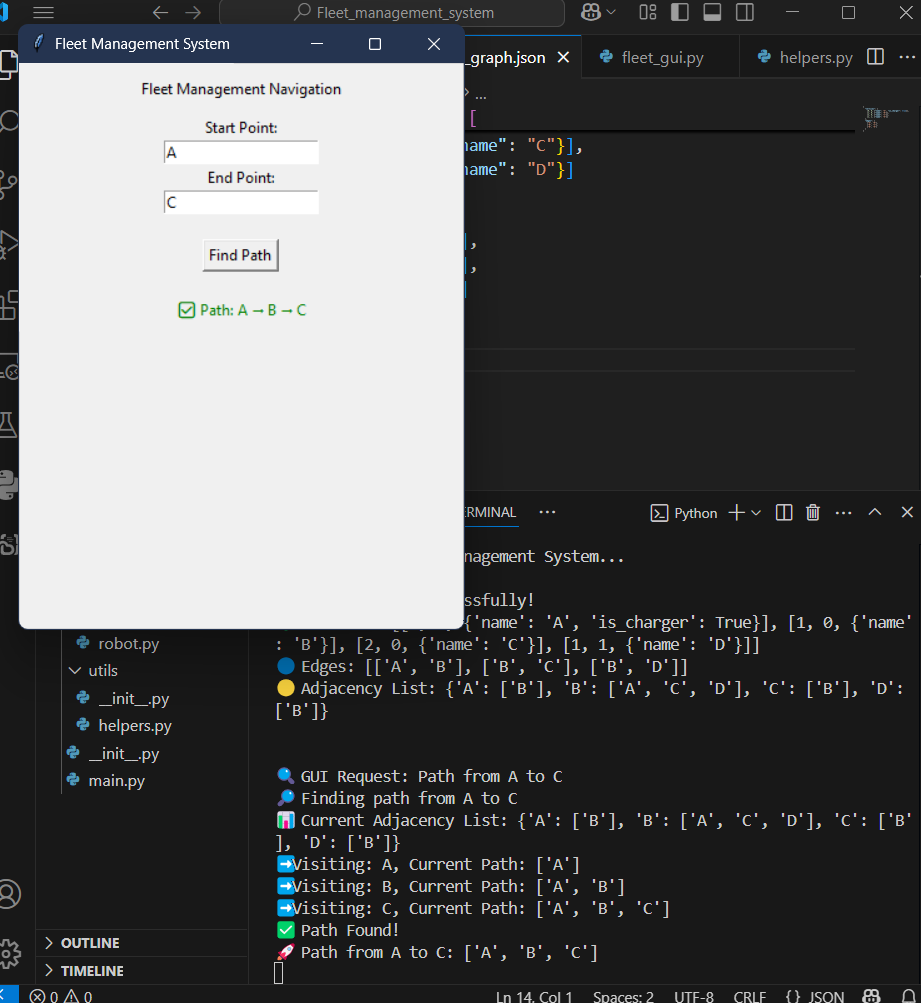 Fleet_management_system
Fleet Management System
_graph.json
fleet_gui.py
helpers.py
Fleet Management Navigation
...
[
Start Point:
A
name": "C"}],
End Point:
name": "D"}]
C
],
Find Path
],
]
Path: A → B → C
ERMINAL
Python
nagement System...
ssfully!
{'name': 'A', 'is_charger': True}], [1, 0, {'name'
: 'B'}], [2, 0, {'name': 'C'}], [1, 1, {'name': 'D'}]]
robot.py
Edges: [['A', 'B'], ['B', 'C'], ['B', 'D']]
utils
Adjacency List: {'A': ['B'], 'B': ['A', 'C', 'D'], 'C': ['B'], 'D':
['B']}
__init__.py
helpers.py
__init__.py
main.py
GUI Request: Path from A to C
Finding path from A to C
Current Adjacency List: {'A': ['B'], 'B': ['A', 'C', 'D'], 'C': ['B'
], 'D': ['B']}
Visiting: A, Current Path: ['A']
Visiting: B, Current Path: ['A', 'B']
Visiting: C, Current Path: ['A', 'B', 'C']
Path Found!
Path from A to C: ['A', 'B', 'C']
OUTLINE
TIMELINE
0 0
Ln 14, Col 1 Spaces: 2 UTF-8 CRLF {} JSON